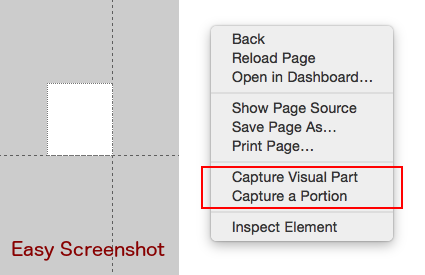 Back
Reload Page
Open in Dashboard...
Show Page Source
Save Page As...
Print Page...
Capture Visual Part
Capture a Portion
Inspect Element
Easy Screenshot